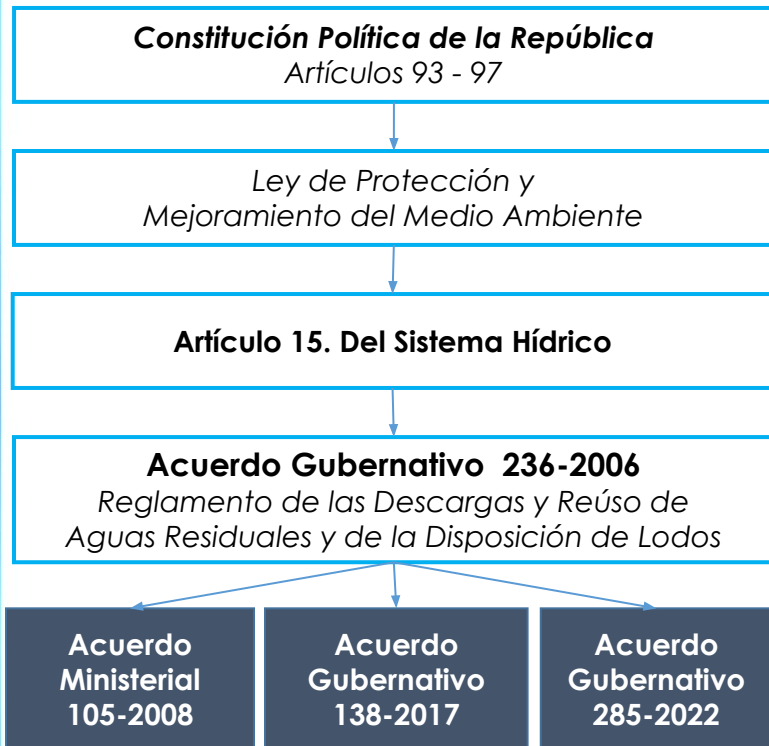 Constitución Política de la República
Artículos 93 - 97
Ley de Protección y
Mejoramiento del Medio Ambiente
Artículo 15. Del Sistema Hídrico
Acuerdo Gubernativo 236-2006
Reglamento de las Descargas y Reúso de
Aguas Residuales y de la Disposición de Lodos
Acuerdo
Ministerial
105-2008
Acuerdo
Gubernativo
138-2017
Acuerdo
Gubernativo
285-2022